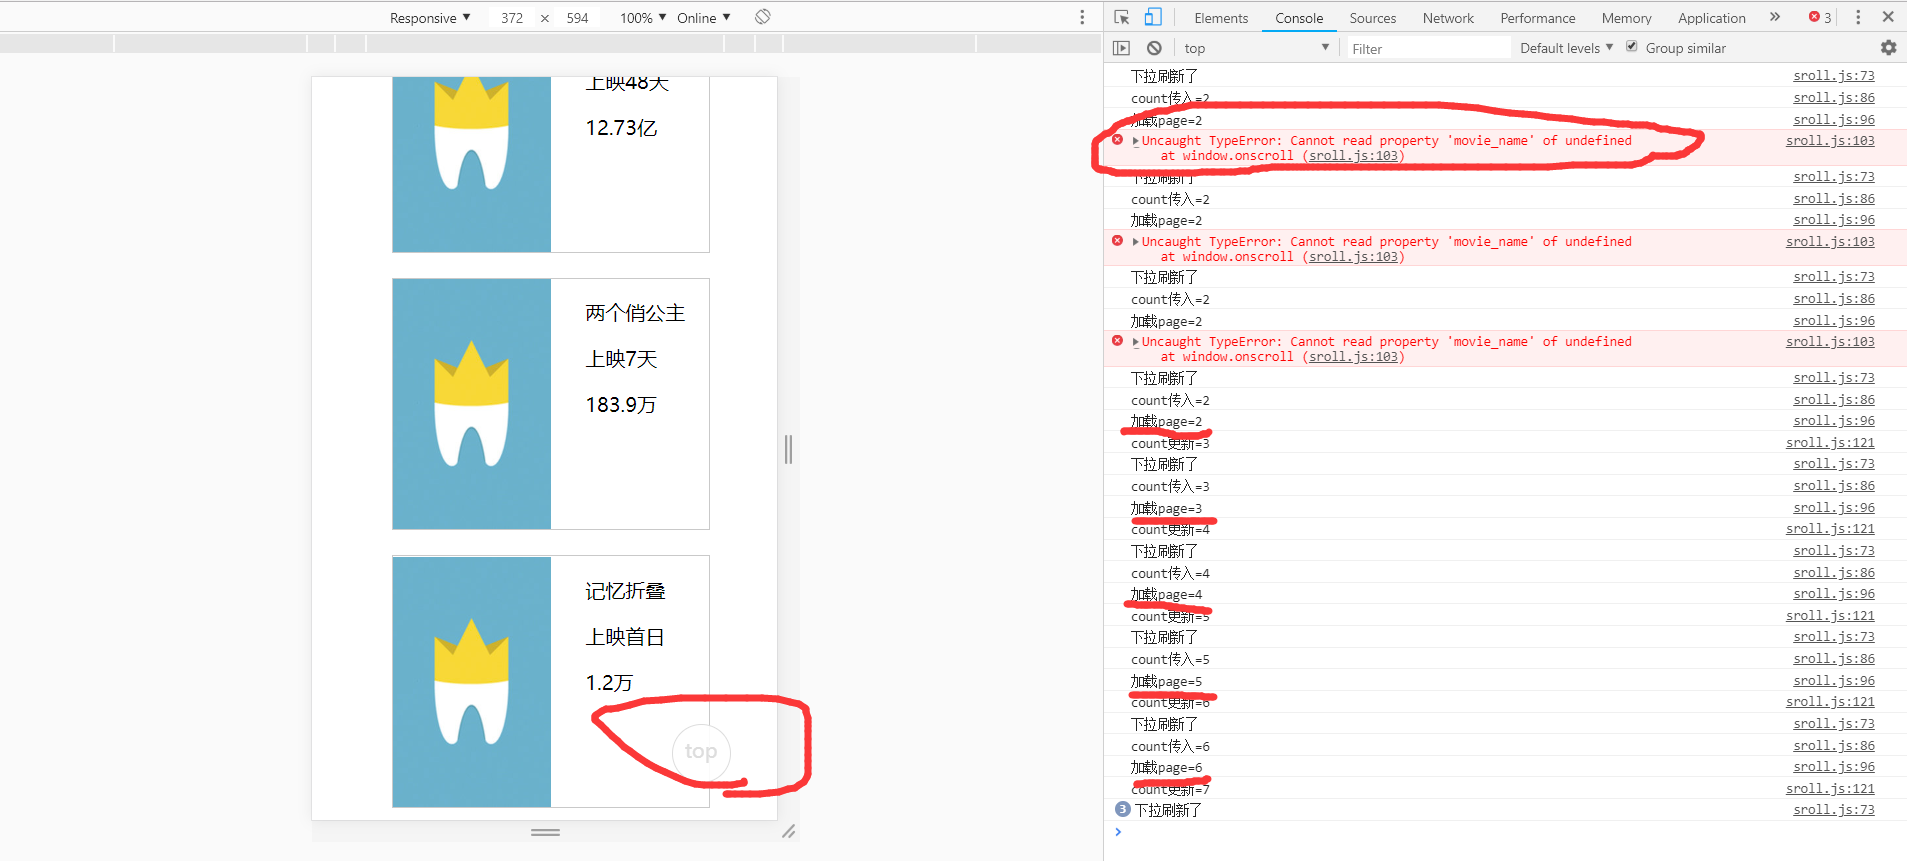 Responsive ▼ 372 × 594 100% ▼ Online ▼
Elements Console Sources Network Performance Memory Application » 3
top ▼ Filter Default levels ▼ Group similar
上映48天
12.73亿
两个俏公主
上映7天
183.9万
记忆折叠
上映首日
1.2万
top
下拉刷新了 sroll.js:73
count传入=2 sroll.js:86
加载page=2 sroll.js:96
Uncaught TypeError: Cannot read property 'movie_name' of undefined sroll.js:103
at window.onscroll (sroll.js:103)
下拉刷新了 sroll.js:73
count传入=2 sroll.js:86
加载page=2 sroll.js:96
Uncaught TypeError: Cannot read property 'movie_name' of undefined sroll.js:103
at window.onscroll (sroll.js:103)
下拉刷新了 sroll.js:73
count传入=2 sroll.js:86
加载page=2 sroll.js:96
Uncaught TypeError: Cannot read property 'movie_name' of undefined sroll.js:103
at window.onscroll (sroll.js:103)
下拉刷新了 sroll.js:73
count传入=2 sroll.js:86
加载page=2 sroll.js:96
count更新=3 sroll.js:121
下拉刷新了 sroll.js:73
count传入=3 sroll.js:86
加载page=3 sroll.js:96
count更新=4 sroll.js:121
下拉刷新了 sroll.js:73
count传入=4 sroll.js:86
加载page=4 sroll.js:96
count更新=5 sroll.js:121
下拉刷新了 sroll.js:73
count传入=5 sroll.js:86
加载page=5 sroll.js:96
count更新=6 sroll.js:121
下拉刷新了 sroll.js:73
count传入=6 sroll.js:86
加载page=6 sroll.js:96
count更新=7 sroll.js:121
3 下拉刷新了 sroll.js:73